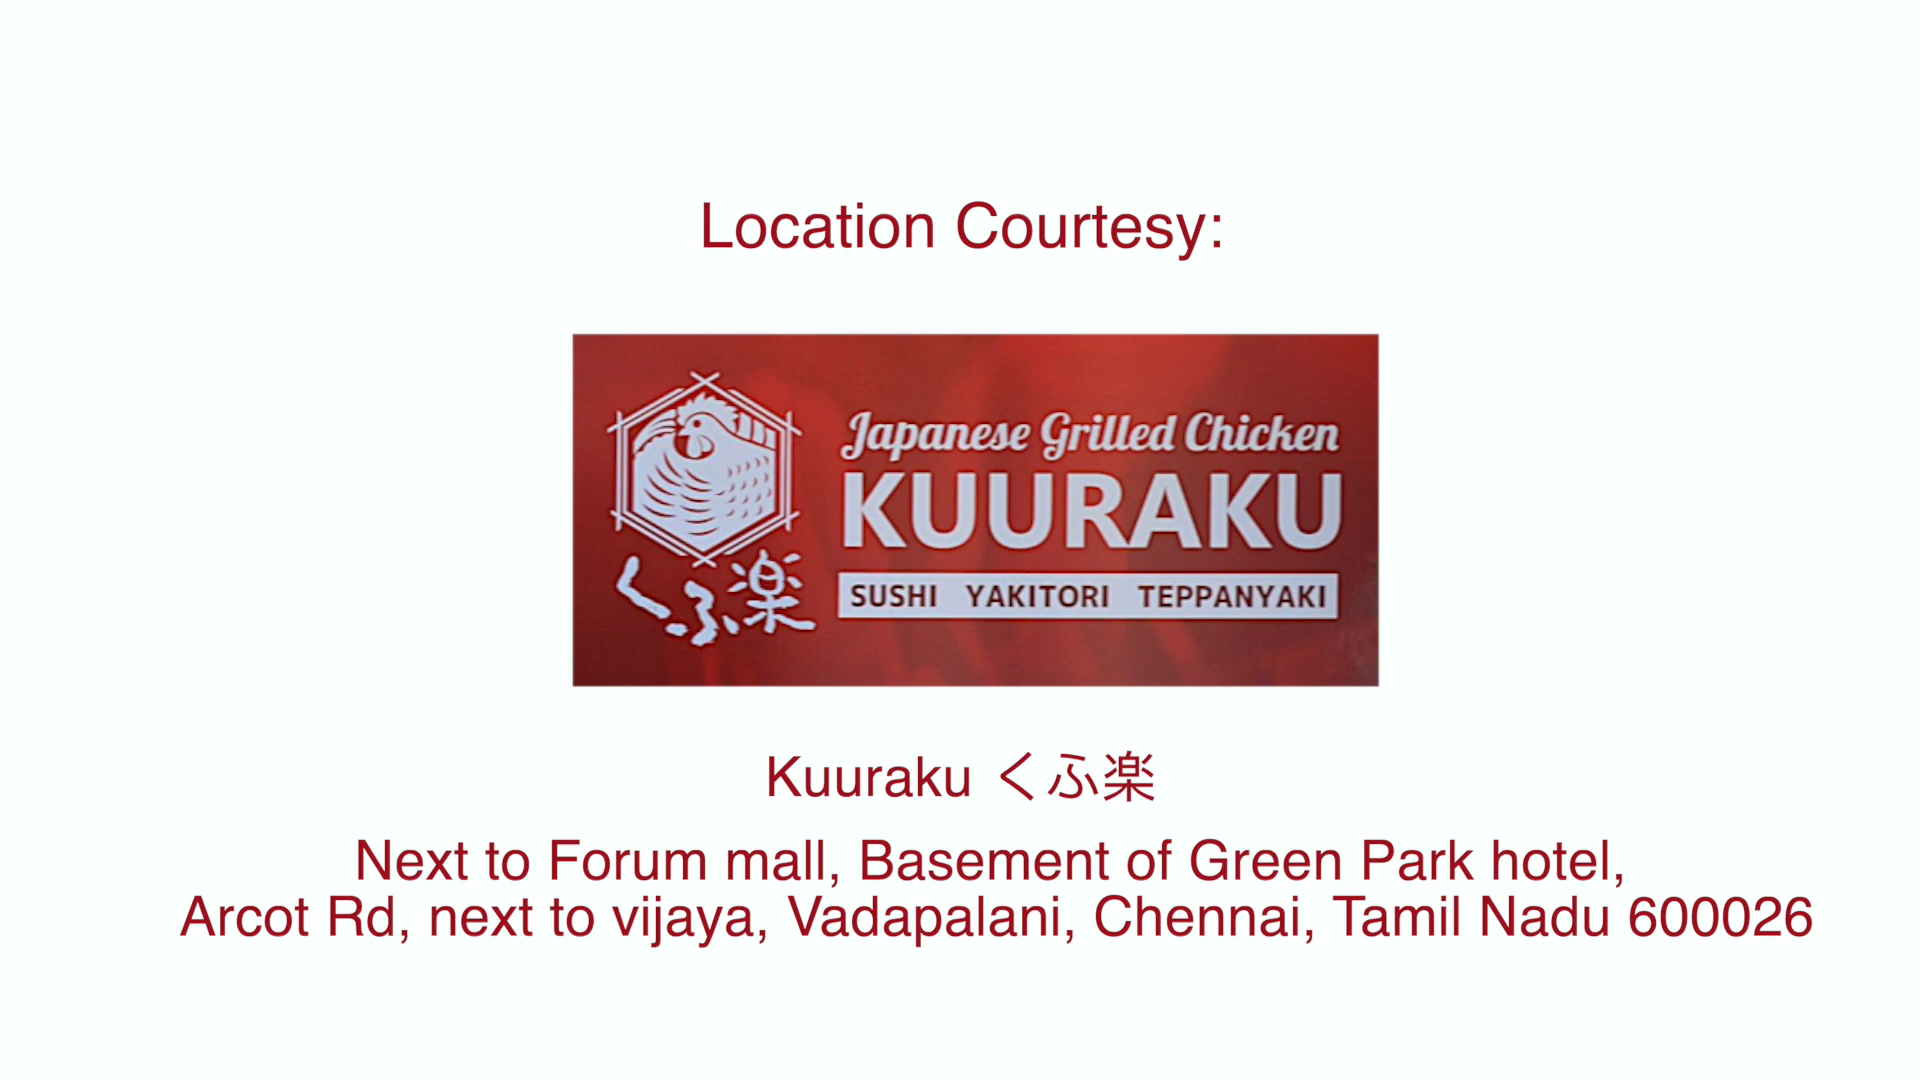 Location Courtesy:
Japanese Grilled Chicken
KUURAKU
くふ楽
SUSHI YAKITORI TEPPANYAKI
Kuuraku くふ楽
Next to Forum mall, Basement of Green Park hotel,
Arcot Rd, next to vijaya, Vadapalani, Chennai, Tamil Nadu 600026